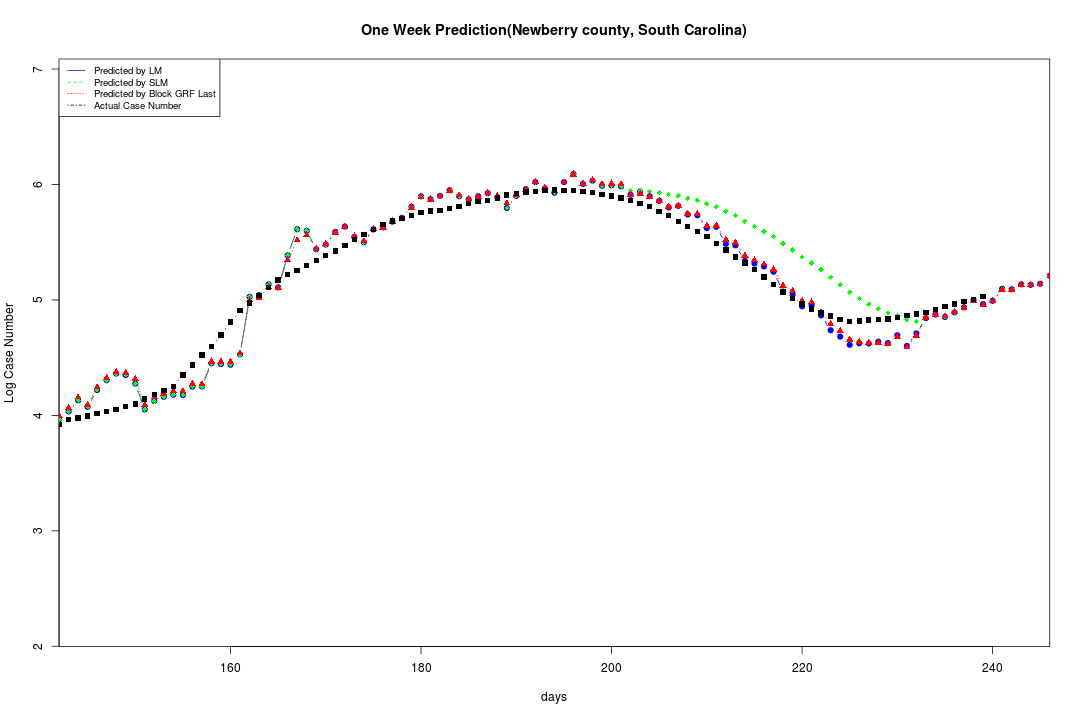 One Week Prediction(Newberry county, South Carolina)
Predicted by LM
Predicted by SLM
Predicted by Block GRF Last
Actual Case Number
7
6
5
4
3
2
Log Case Number
160 180 200 220 240
days